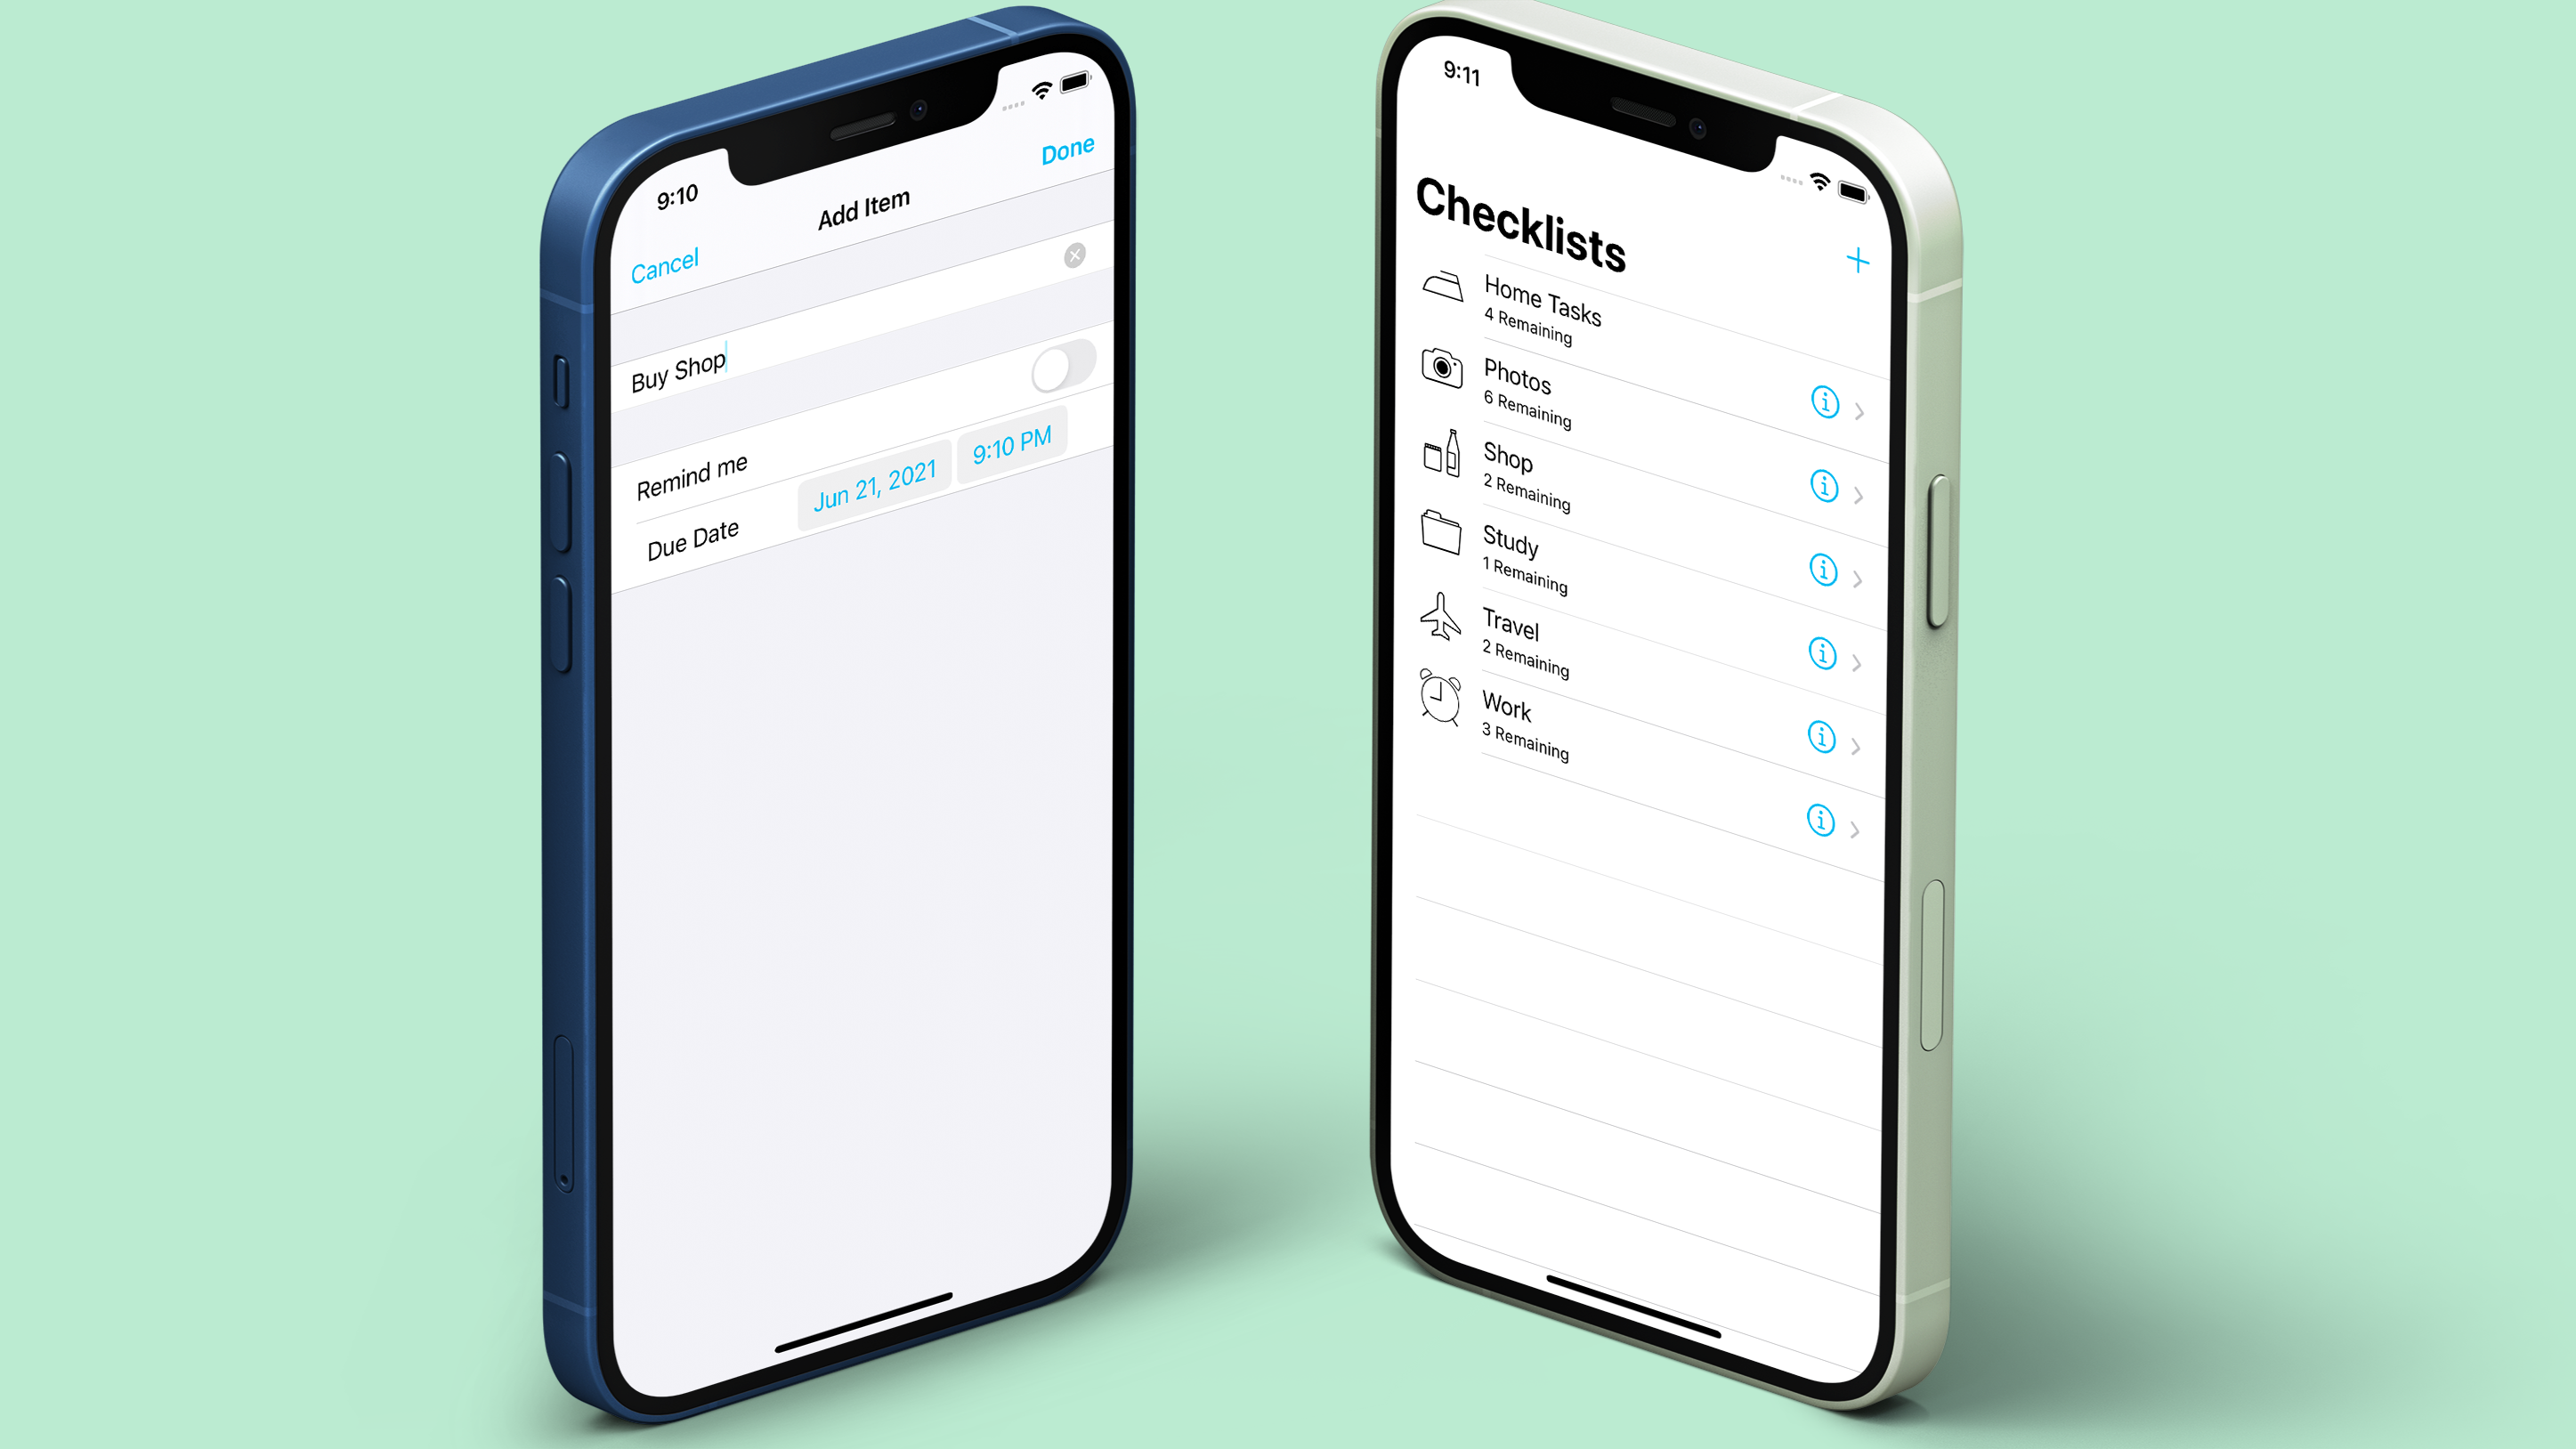 9:10
Cancel
Add Item
Done
Buy Shop
Remind me
Due Date
Jun 21, 2021
9:10 PM
9:11
Checklists
Home Tasks
4 Remaining
Photos
6 Remaining
Shop
2 Remaining
Study
1 Remaining
Travel
2 Remaining
Work
3 Remaining